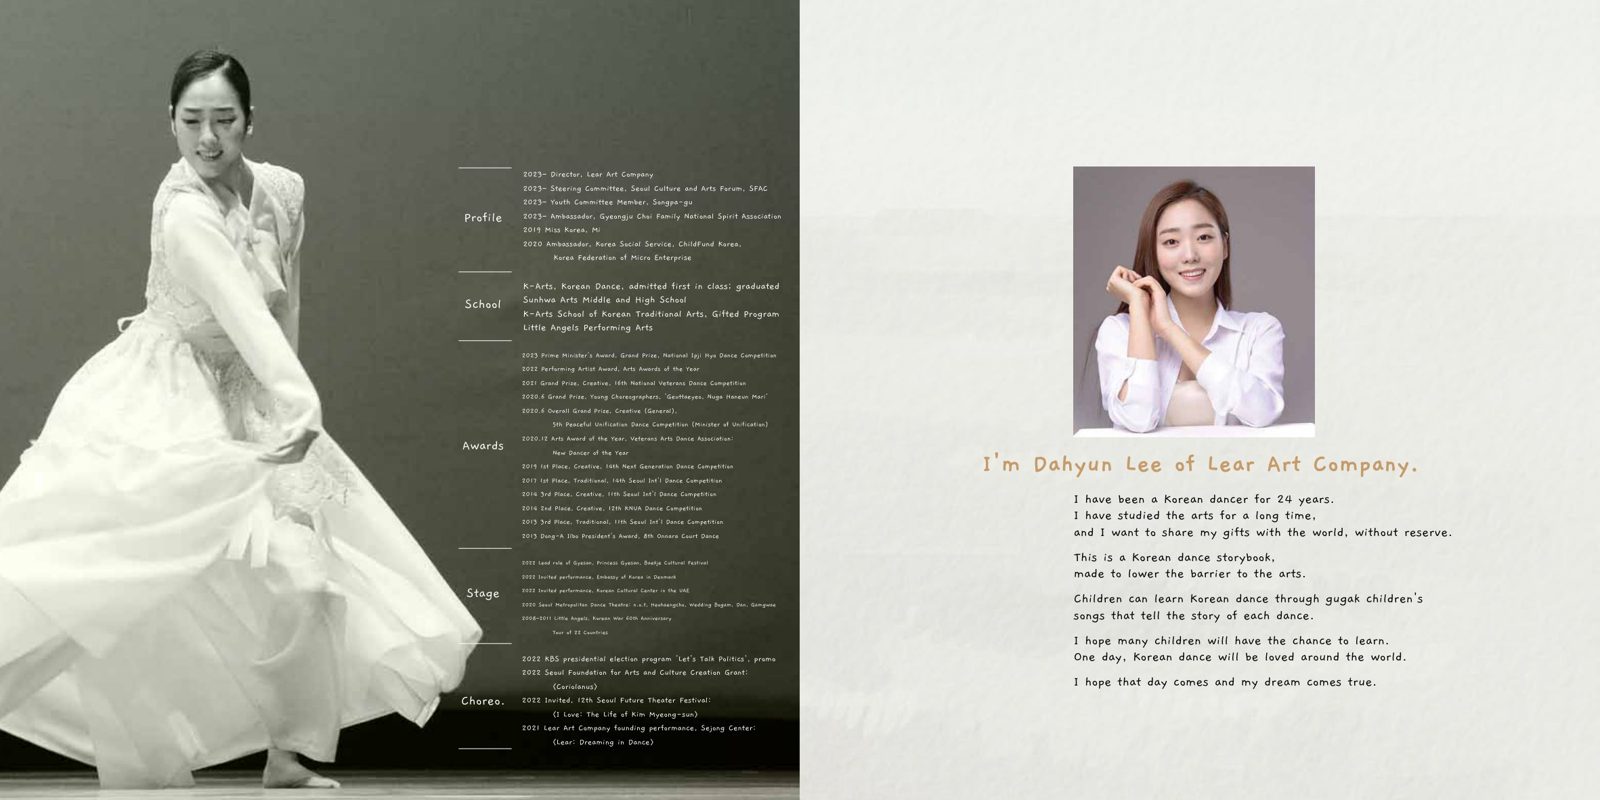 Profile
2023- Director, Lear Art Company
2023- Steering Committee, Seoul Culture and Arts Forum, SFAC
2023- Youth Committee Member, Songpa-gu
2023- Ambassador, Gyeongju Choi Family National Spirit Association
2019 Miss Korea, Mi
2020 Ambassador, Korea Social Service, ChildFund Korea,
Korea Federation of Micro Enterprise
School
K-Arts, Korean Dance, admitted first in class; graduated
Sunhwa Arts Middle and High School
K-Arts School of Korean Traditional Arts, Gifted Program
Little Angels Performing Arts
Awards
2023 Prime Minister's Award, Grand Prize, National Ipji Hyo Dance Competition
2022 Performing Artist Award, Arts Awards of the Year
2021 Grand Prize, Creative, 16th National Veterans Dance Competition
2020.6 Grand Prize, Young Choreographers, 'Geuttaeyeo, Nuga Haneun Mari'
2020.6 Overall Grand Prize, Creative (General),
5th Peaceful Unification Dance Competition (Minister of Unification)
2020.12 Arts Award of the Year, Veterans Arts Dance Association:
New Dancer of the Year
2019 1st Place, Creative, 14th Next Generation Dance Competition
2017 1st Place, Traditional, 14th Seoul Int'l Dance Competition
2014 3rd Place, Creative, 11th Seoul Int'l Dance Competition
2014 2nd Place, Creative, 12th KNUA Dance Competition
2013 3rd Place, Traditional, 11th Seoul Int'l Dance Competition
2013 Dong-A Ilbo President's Award, 8th Onnara Court Dance
Stage
2022 Lead role of Gyesan, Princess Gyesan, Baekje Cultural Festival
2022 Invited performance, Embassy of Korea in Denmark
2022 Invited performance, Korean Cultural Center in the UAE
2020 Seoul Metropolitan Dance Theatre: n.o.t, Hwahaengcho, Wedding Bogam, Dan, Gamgwae
2008-2011 Little Angels, Korean War 60th Anniversary
Tour of 22 Countries
Choreo.
2022 KBS presidential election program 'Let's Talk Politics', promo
2022 Seoul Foundation for Arts and Culture Creation Grant:
<Coriolanus>
2022 Invited, 12th Seoul Future Theater Festival:
<I Love: The Life of Kim Myeong-sun>
2021 Lear Art Company founding performance, Sejong Center:
<Lear: Dreaming in Dance>
I'm Dahyun Lee of Lear Art Company.
I have been a Korean dancer for 24 years.
I have studied the arts for a long time,
and I want to share my gifts with the world, without reserve.
This is a Korean dance storybook,
made to lower the barrier to the arts.
Children can learn Korean dance through gugak children's
songs that tell the story of each dance.
I hope many children will have the chance to learn.
One day, Korean dance will be loved around the world.
I hope that day comes and my dream comes true.